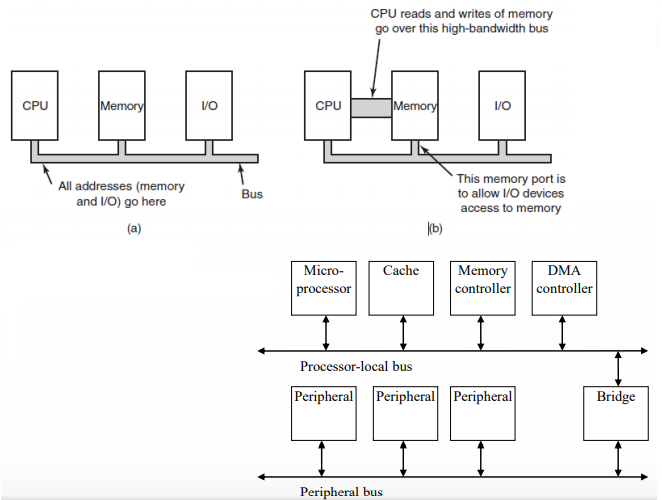 CPU reads and writes of memory
go over this high-bandwidth bus
CPU
Memory
I/O
CPU
Memory
I/O
All addresses (memory
and I/O) go here
Bus
This memory port is
to allow I/O devices
access to memory
(a)
(b)
Micro-
processor
Cache
Memory
controller
DMA
controller
Processor-local bus
Peripheral
Peripheral
Peripheral
Bridge
Peripheral bus